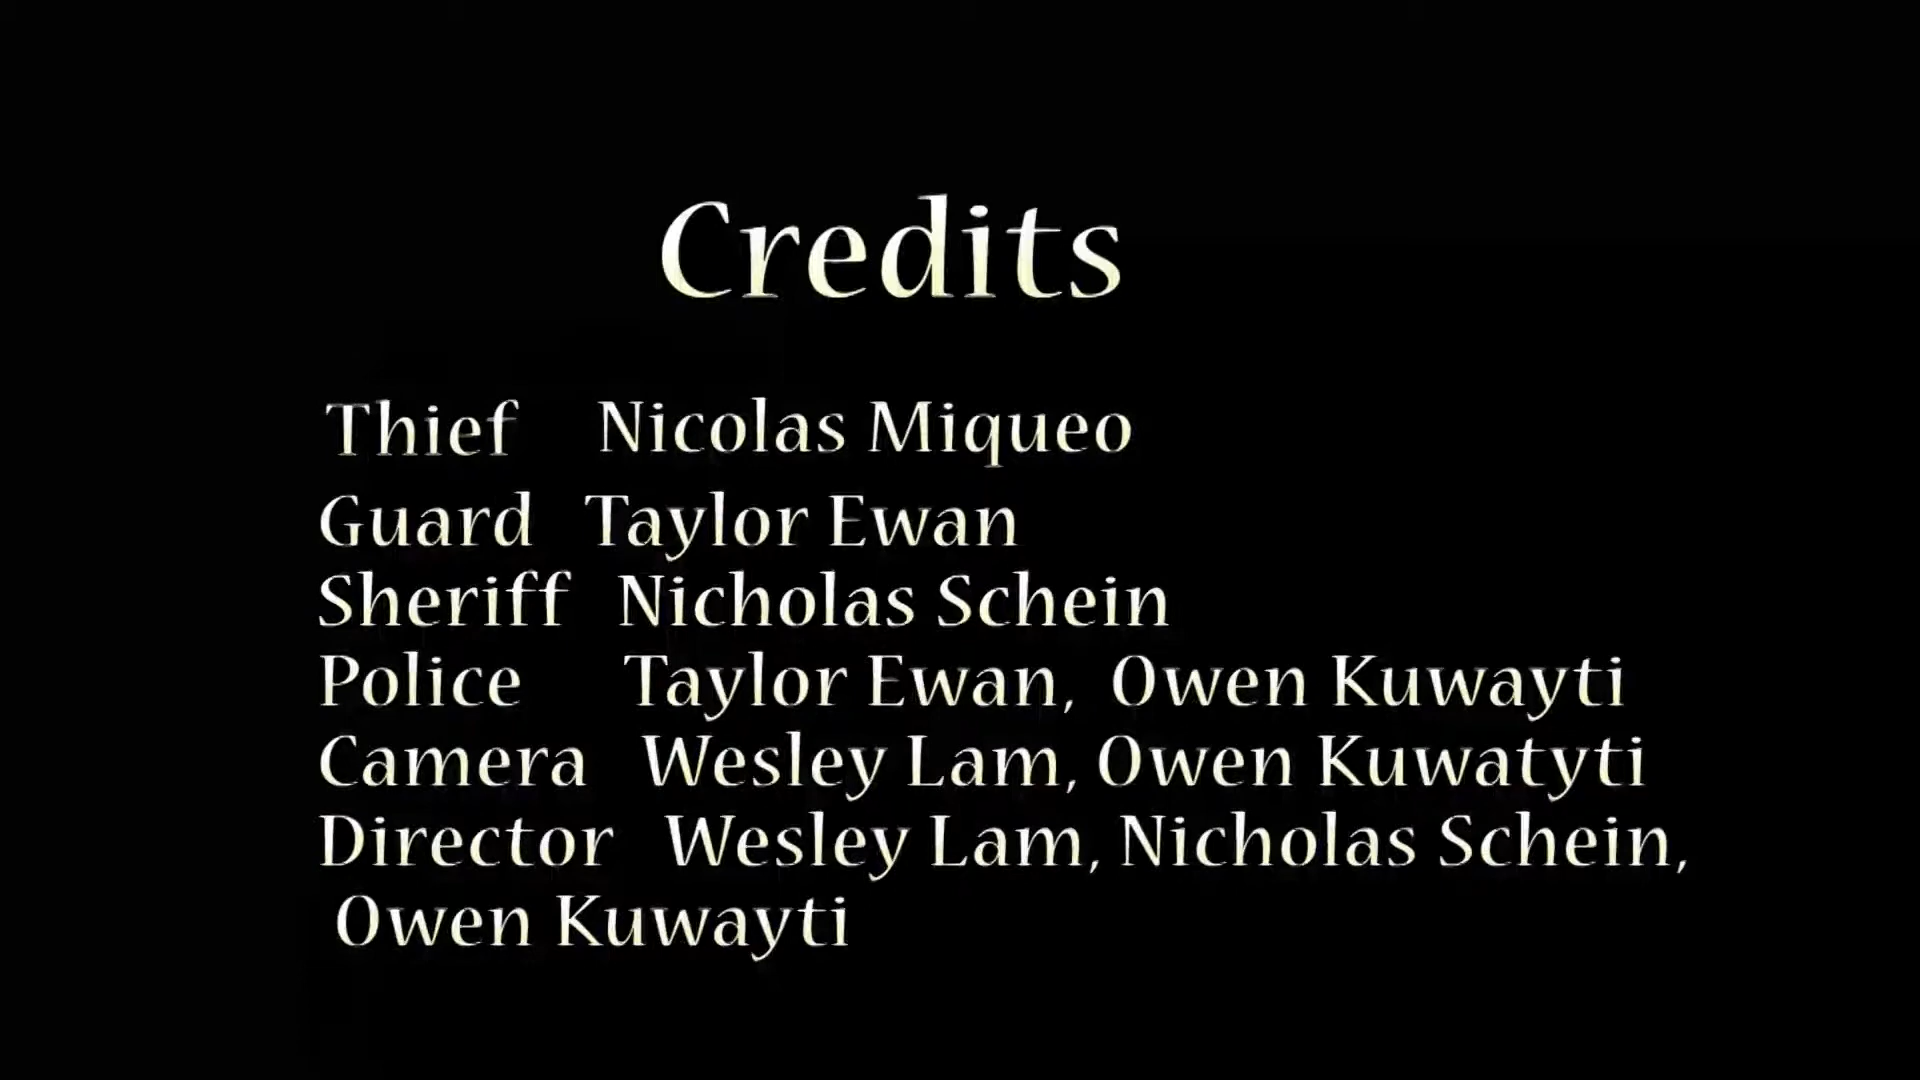 Credits
Thief Nicolas Miqueo
Guard Taylor Ewan
Sheriff Nicholas Schein
Police Taylor Ewan, Owen Kuwayti
Camera Wesley Lam, Owen Kuwatyti
Director Wesley Lam, Nicholas Schein,
Owen Kuwayti